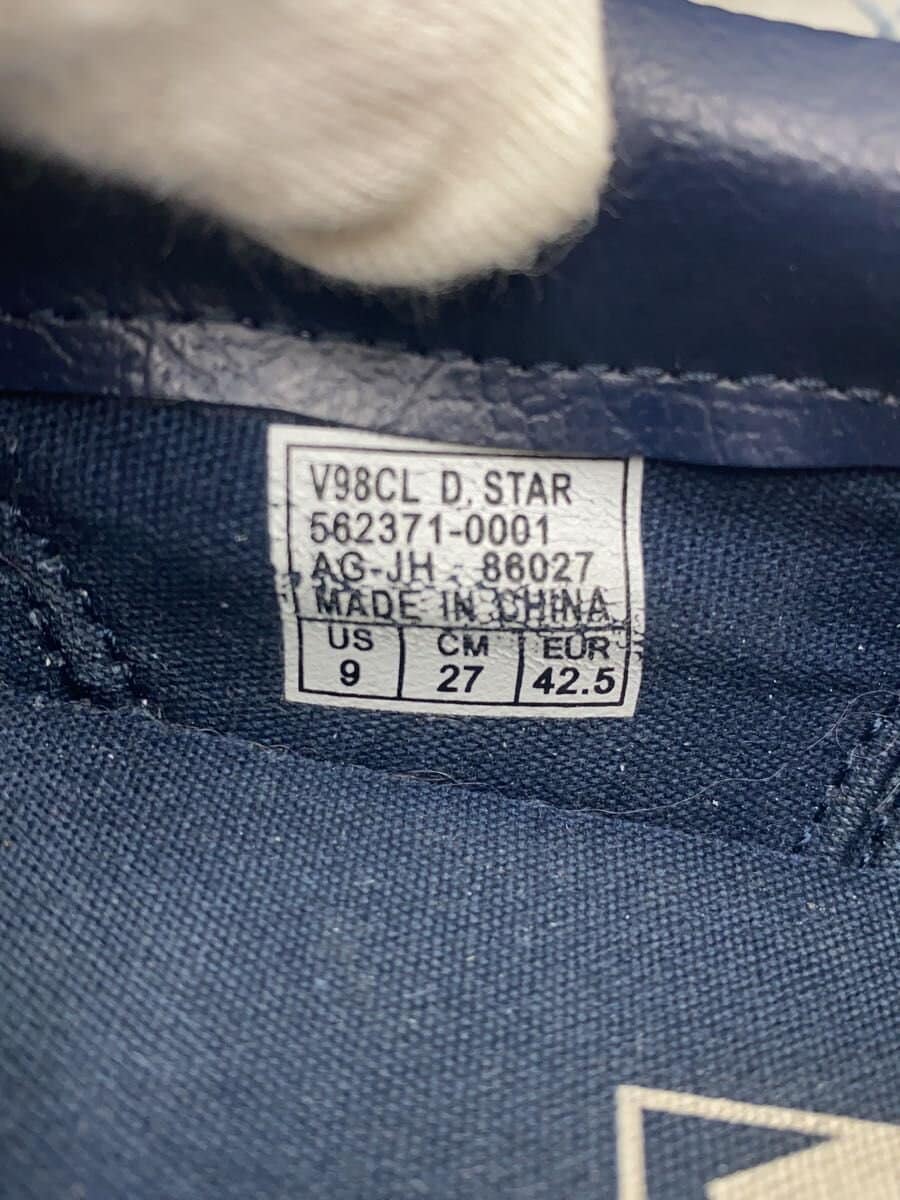 V98CL D. STAR
562371-0001
AG-JH - 86027
MADE IN CHINA
US CM EUR
9 27 42.5